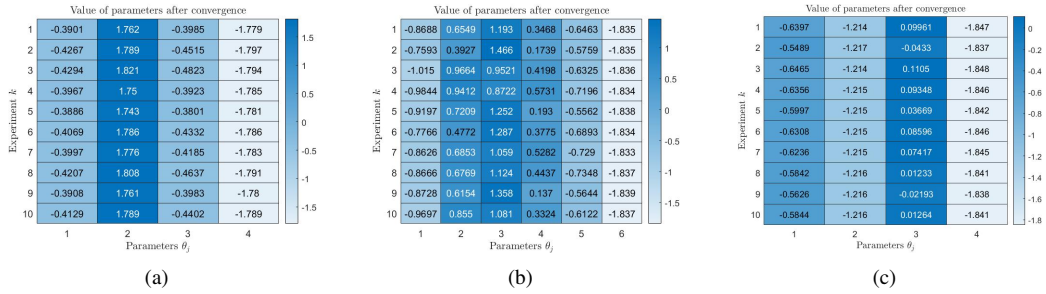 Value of parameters after convergence
1 -0.3901 1.762 -0.3985 -1.779
2 -0.4267 1.789 -0.4515 -1.797
3 -0.4294 1.821 -0.4823 -1.794
4 -0.3967 1.75 -0.3923 -1.785
5 -0.3886 1.743 -0.3801 -1.781
6 -0.4069 1.786 -0.4332 -1.786
7 -0.3997 1.776 -0.4185 -1.783
8 -0.4207 1.808 -0.4637 -1.791
9 -0.3908 1.761 -0.3983 -1.78
10 -0.4129 1.789 -0.4402 -1.789
1 2 3 4
Parameters θj
Experiment k
1.5
1
0.5
0
-0.5
-1
-1.5
(a)
Value of parameters after convergence
1 -0.8688 0.6549 1.193 0.3468 -0.6463 -1.835
2 -0.7593 0.3927 1.466 0.1739 -0.5759 -1.835
3 -1.015 0.9664 0.9521 0.4198 -0.6325 -1.836
4 -0.9844 0.9412 0.8722 0.5731 -0.7196 -1.834
5 -0.9197 0.7209 1.252 0.193 -0.5562 -1.838
6 -0.7766 0.4772 1.287 0.3775 -0.6893 -1.834
7 -0.8626 0.6853 1.059 0.5282 -0.729 -1.833
8 -0.8666 0.6769 1.124 0.4437 -0.7348 -1.837
9 -0.8728 0.6154 1.358 0.137 -0.5644 -1.839
10 -0.9697 0.855 1.081 0.3324 -0.6122 -1.837
1 2 3 4 5 6
Parameters θj
Experiment k
1
0.5
0
-0.5
-1
-1.5
(b)
Value of parameters after convergence
1 -0.6397 -1.214 0.09961 -1.847
2 -0.5489 -1.217 -0.0433 -1.837
3 -0.6465 -1.214 0.1105 -1.848
4 -0.6356 -1.214 0.09348 -1.846
5 -0.5997 -1.215 0.03669 -1.842
6 -0.6308 -1.215 0.08596 -1.846
7 -0.6236 -1.215 0.07417 -1.845
8 -0.5842 -1.216 0.01233 -1.841
9 -0.5626 -1.216 -0.02193 -1.838
10 -0.5844 -1.216 0.01264 -1.841
1 2 3 4
Parameters θj
Experiment k
0
-0.2
-0.4
-0.6
-0.8
-1
-1.2
-1.4
-1.6
-1.8
(c)